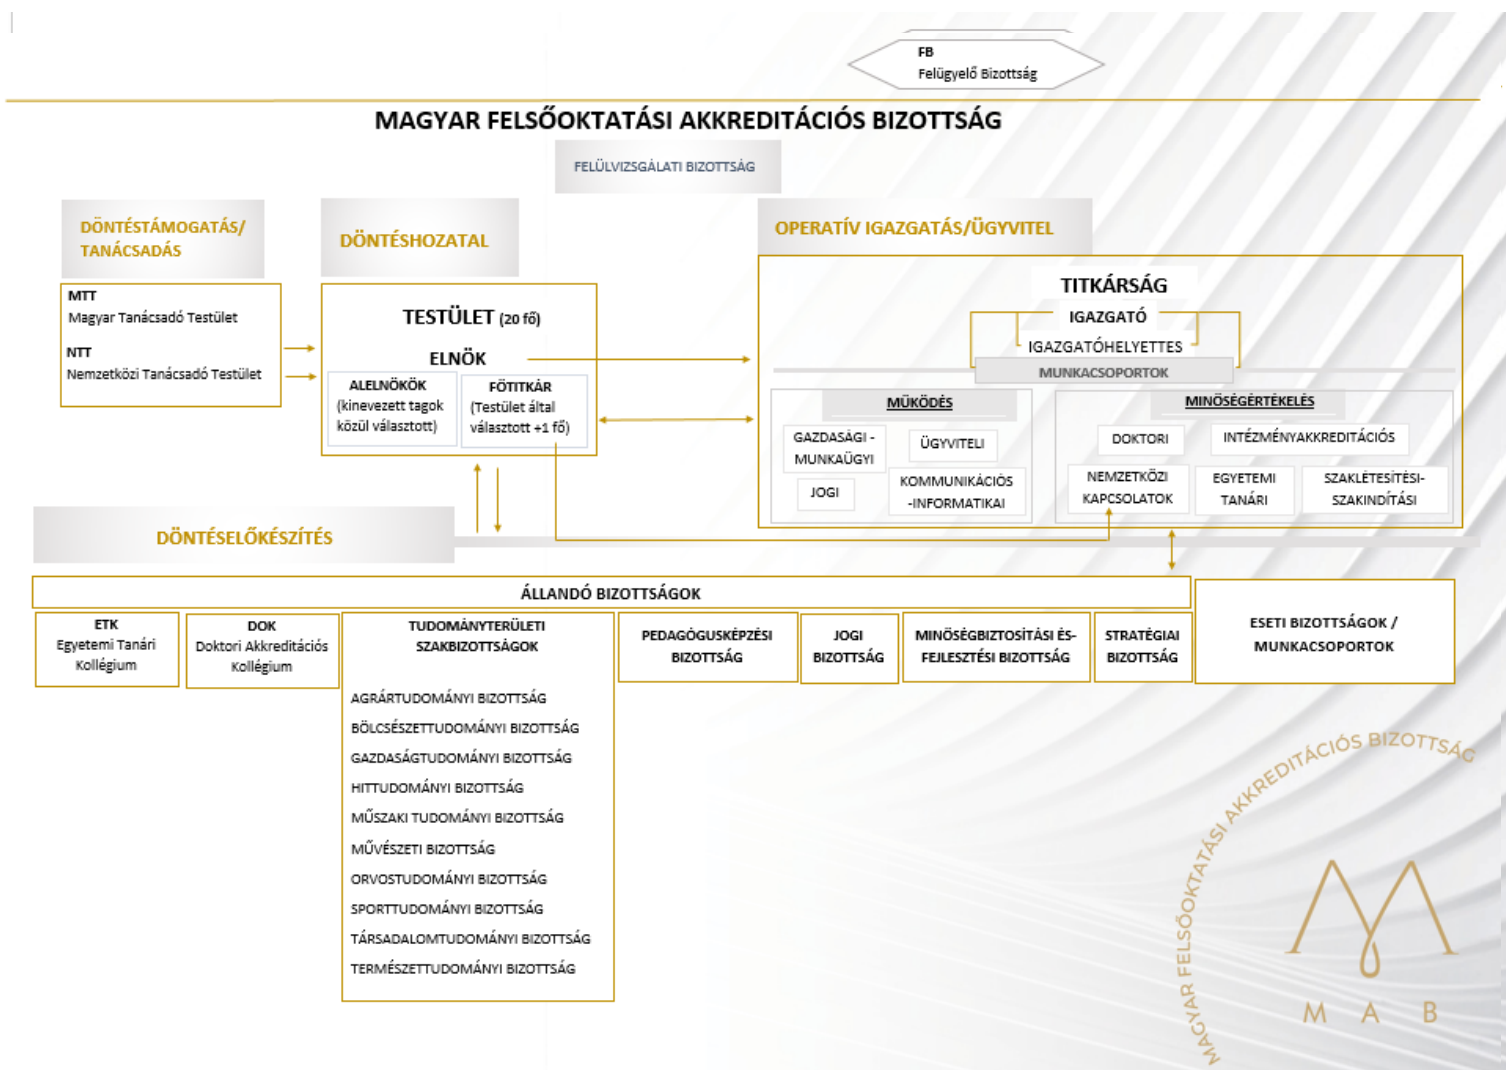 FB
Felügyelő Bizottság
MAGYAR FELSŐOKTATÁSI AKKREDITÁCIÓS BIZOTTSÁG
FELÜLVIZSGÁLATI BIZOTTSÁG
DÖNTÉSTÁMOGATÁS/
TANÁCSADÁS
MTT
Magyar Tanácsadó Testület
NTT
Nemzetközi Tanácsadó Testület
DÖNTÉSHOZATAL
TESTÜLET (20 fő)
ELNÖK
ALELNÖKÖK
(kinevezett tagok
közül választott)
FŐTITKÁR
(Testület által
választott +1 fő)
OPERATÍV IGAZGATÁS/ÜGYVITEL
TITKÁRSÁG
IGAZGATÓ
IGAZGATÓHELYETTES
MUNKACSOPORTOK
MŰKÖDÉS
GAZDASÁGI -
MUNKAÜGYI
ÜGYVITELI
JOGI
KOMMUNIKÁCIÓS
-INFORMATIKAI
MINŐSÉGÉRTÉKELÉS
DOKTORI
INTÉZMÉNYAKKREDITÁCIÓS
NEMZETKÖZI
KAPCSOLATOK
EGYETEMI
TANÁRI
SZAKLÉTESÍTÉSI-
SZAKINDÍTÁSI
DÖNTÉSELŐKÉSZÍTÉS
ÁLLANDÓ BIZOTTSÁGOK
ETK
Egyetemi Tanári
Kollégium
DOK
Doktori Akkreditációs
Kollégium
TUDOMÁNYTERÜLETI
SZAKBIZOTTSÁGOK
AGRÁRTUDOMÁNYI BIZOTTSÁG
BÖLCSÉSZETTUDOMÁNYI BIZOTTSÁG
GAZDASÁGTUDOMÁNYI BIZOTTSÁG
HITTUDOMÁNYI BIZOTTSÁG
MŰSZAKI TUDOMÁNYI BIZOTTSÁG
MŰVÉSZETI BIZOTTSÁG
ORVOSTUDOMÁNYI BIZOTTSÁG
SPORTTUDOMÁNYI BIZOTTSÁG
TÁRSADALOMTUDOMÁNYI BIZOTTSÁG
TERMÉSZETTUDOMÁNYI BIZOTTSÁG
PEDAGÓGUSKÉPZÉSI
BIZOTTSÁG
JOGI
BIZOTTSÁG
MINŐSÉGBIZTOSÍTÁSI ÉS-
FEJLESZTÉSI BIZOTTSÁG
STRATÉGIAI
BIZOTTSÁG
ESETI BIZOTTSÁGOK /
MUNKACSOPORTOK
MAGYAR FELSŐOKTATÁSI AKKREDITÁCIÓS BIZOTTSÁG
M A B